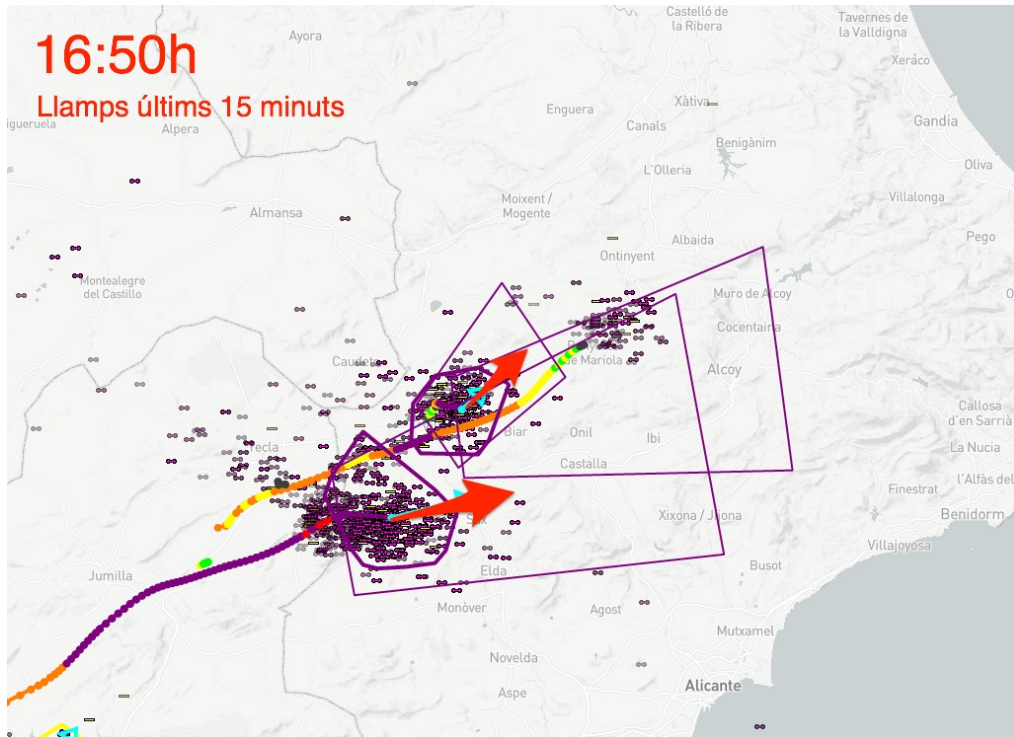 16:50h
Llamps últims 15 minuts
Castelló de
la Ribera
Tavernes de
la Valldigna
Ayora
Xeraco
Xàtiva
Enguera
Gandia
Alpera
Canals
Benigànim
L'Olleria
Oliva
Moixent /
Mogente
Villalonga
Almansa
Albaida
Pego
Ontinyent
Montealegre
del Castillo
Muro de Alcoy
Cocentaina
Caudete
de Mariola
Alcoy
Callosa
d'en Sarrià
Biar
Onil
Ibi
La Nucia
Castalla
l'Alfàs del
Finestrat
Xixona / Jijona
Benidorm
Sax
Villajoyosa
Elda
Busot
Jumilla
Monòver
Agost
Mutxamel
Novelda
Aspe
Alicante